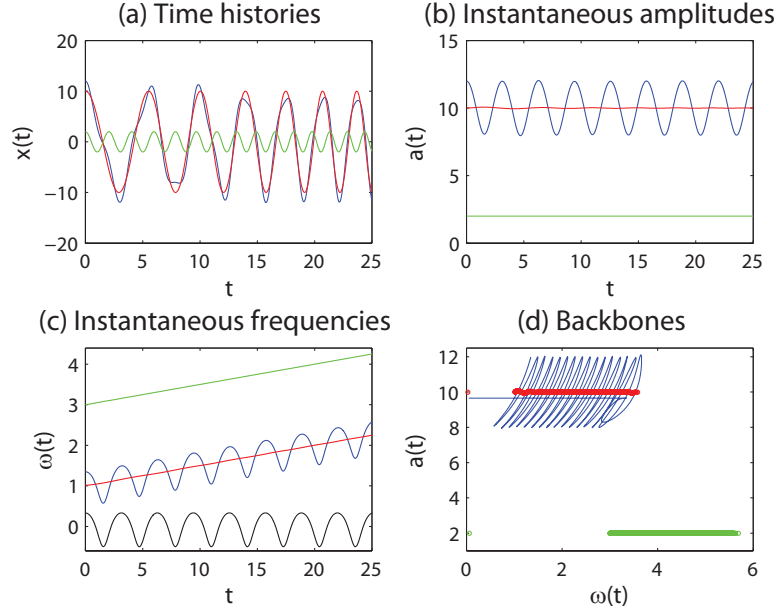 (a) Time histories
20
10
0
−10
−20
x(t)
0 5 10 15 20 25
t
(b) Instantaneous amplitudes
15
10
5
0
a(t)
0 5 10 15 20 25
t
(c) Instantaneous frequencies
4
3
2
1
0
ω(t)
0 5 10 15 20 25
t
(d) Backbones
12
10
8
6
4
2
a(t)
0 2 4 6
ω(t)